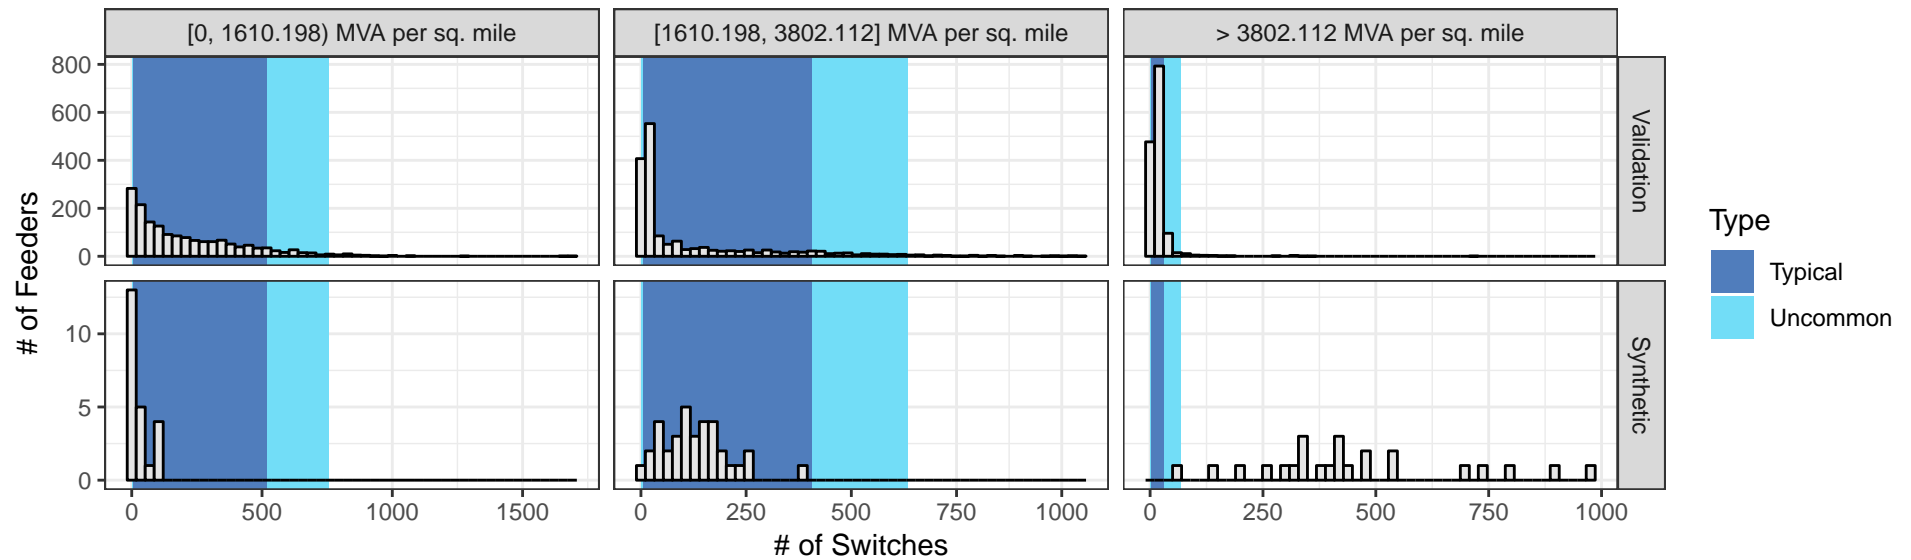 [0, 1610.198) MVA per sq. mile
[1610.198, 3802.112] MVA per sq. mile
> 3802.112 MVA per sq. mile
# of Feeders
800
600
400
200
0
Validation
10
5
0
Synthetic
0 500 1000 1500
0 250 500 750 1000
0 250 500 750 1000
# of Switches
Type
Typical
Uncommon